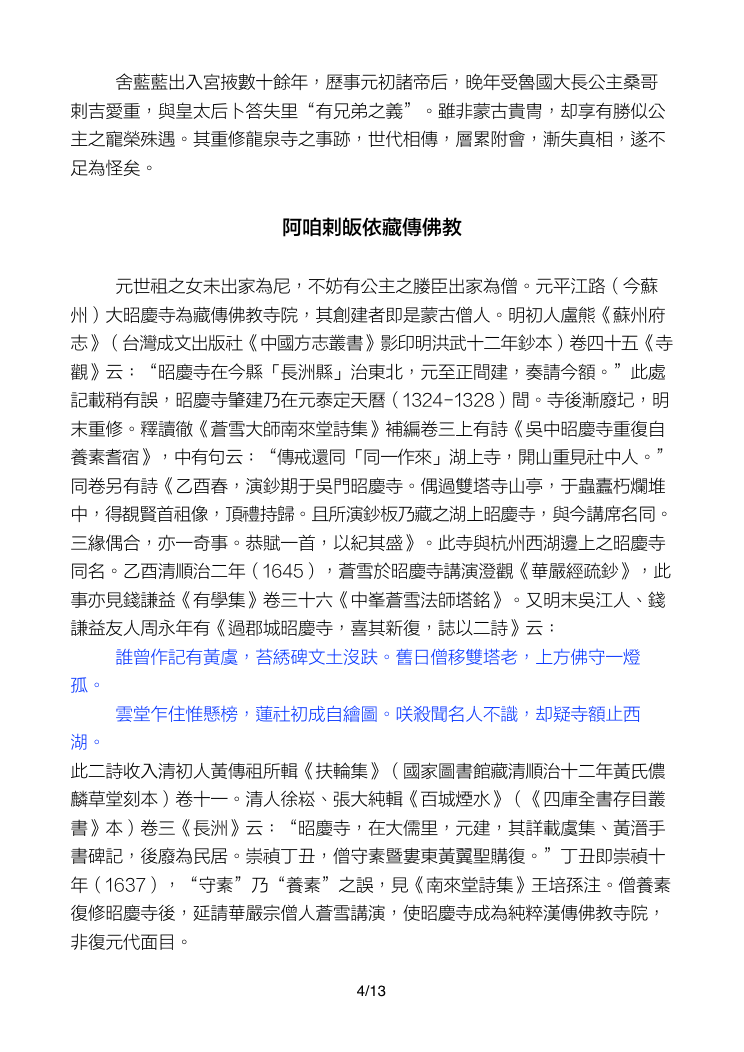 舍藍藍出入宮掖數十餘年，歷事元初諸帝后，晚年受魯國大長公主桑哥
剌吉愛重，與皇太后卜答失里“有兄弟之義”。雖非蒙古貴冑，却享有勝似公
主之寵榮殊遇。其重修龍泉寺之事跡，世代相傳，層累附會，漸失真相，遂不
足為怪矣。
阿咱剌皈依藏傳佛教
元世祖之女未出家為尼，不妨有公主之媵臣出家為僧。元平江路（今蘇
州）大昭慶寺為藏傳佛教寺院，其創建者即是蒙古僧人。明初人盧熊《蘇州府
志》（台灣成文出版社《中國方志叢書》影印明洪武十二年鈔本）卷四十五《寺
觀》云：“昭慶寺在今縣「長洲縣」治東北，元至正間建，奏請今額。”此處
記載稍有誤，昭慶寺肇建乃在元泰定天曆（1324-1328）間。寺後漸廢圮，明
末重修。釋讀徹《蒼雪大師南來堂詩集》補編卷三上有詩《吳中昭慶寺重復自
養素耆宿》，中有句云：“傳戒還同「同一作來」湖上寺，開山重見社中人。”
同卷另有詩《乙酉春，演鈔期于吳門昭慶寺。偶過雙塔寺山亭，于蟲蠹朽爛堆
中，得覩賢首祖像，頂禮持歸。且所演鈔板乃藏之湖上昭慶寺，與今講席名同。
三緣偶合，亦一奇事。恭賦一首，以紀其盛》。此寺與杭州西湖邊上之昭慶寺
同名。乙酉清順治二年（1645），蒼雪於昭慶寺講演澄觀《華嚴經疏鈔》，此
事亦見錢謙益《有學集》卷三十六《中峯蒼雪法師塔銘》。又明末吳江人、錢
謙益友人周永年有《過郡城昭慶寺，喜其新復，誌以二詩》云：
誰曾作記有黃虞，苔綉碑文土沒趺。舊日僧移雙塔老，上方佛守一燈
孤。
雲堂乍住惟懸榜，蓮社初成自繪圖。咲殺聞名人不識，却疑寺額止西
湖。
此二詩收入清初人黃傳祖所輯《扶輪集》（國家圖書館藏清順治十二年黃氏儂
麟草堂刻本）卷十一。清人徐崧、張大純輯《百城煙水》（《四庫全書存目叢
書》本）卷三《長洲》云：“昭慶寺，在大儒里，元建，其詳載虞集、黃溍手
書碑記，後廢為民居。崇禎丁丑，僧守素暨婁東黃翼聖購復。”丁丑即崇禎十
年（1637），“守素”乃“養素”之誤，見《南來堂詩集》王培孫注。僧養素
復修昭慶寺後，延請華嚴宗僧人蒼雪講演，使昭慶寺成為純粹漢傳佛教寺院，
非復元代面目。
4/13